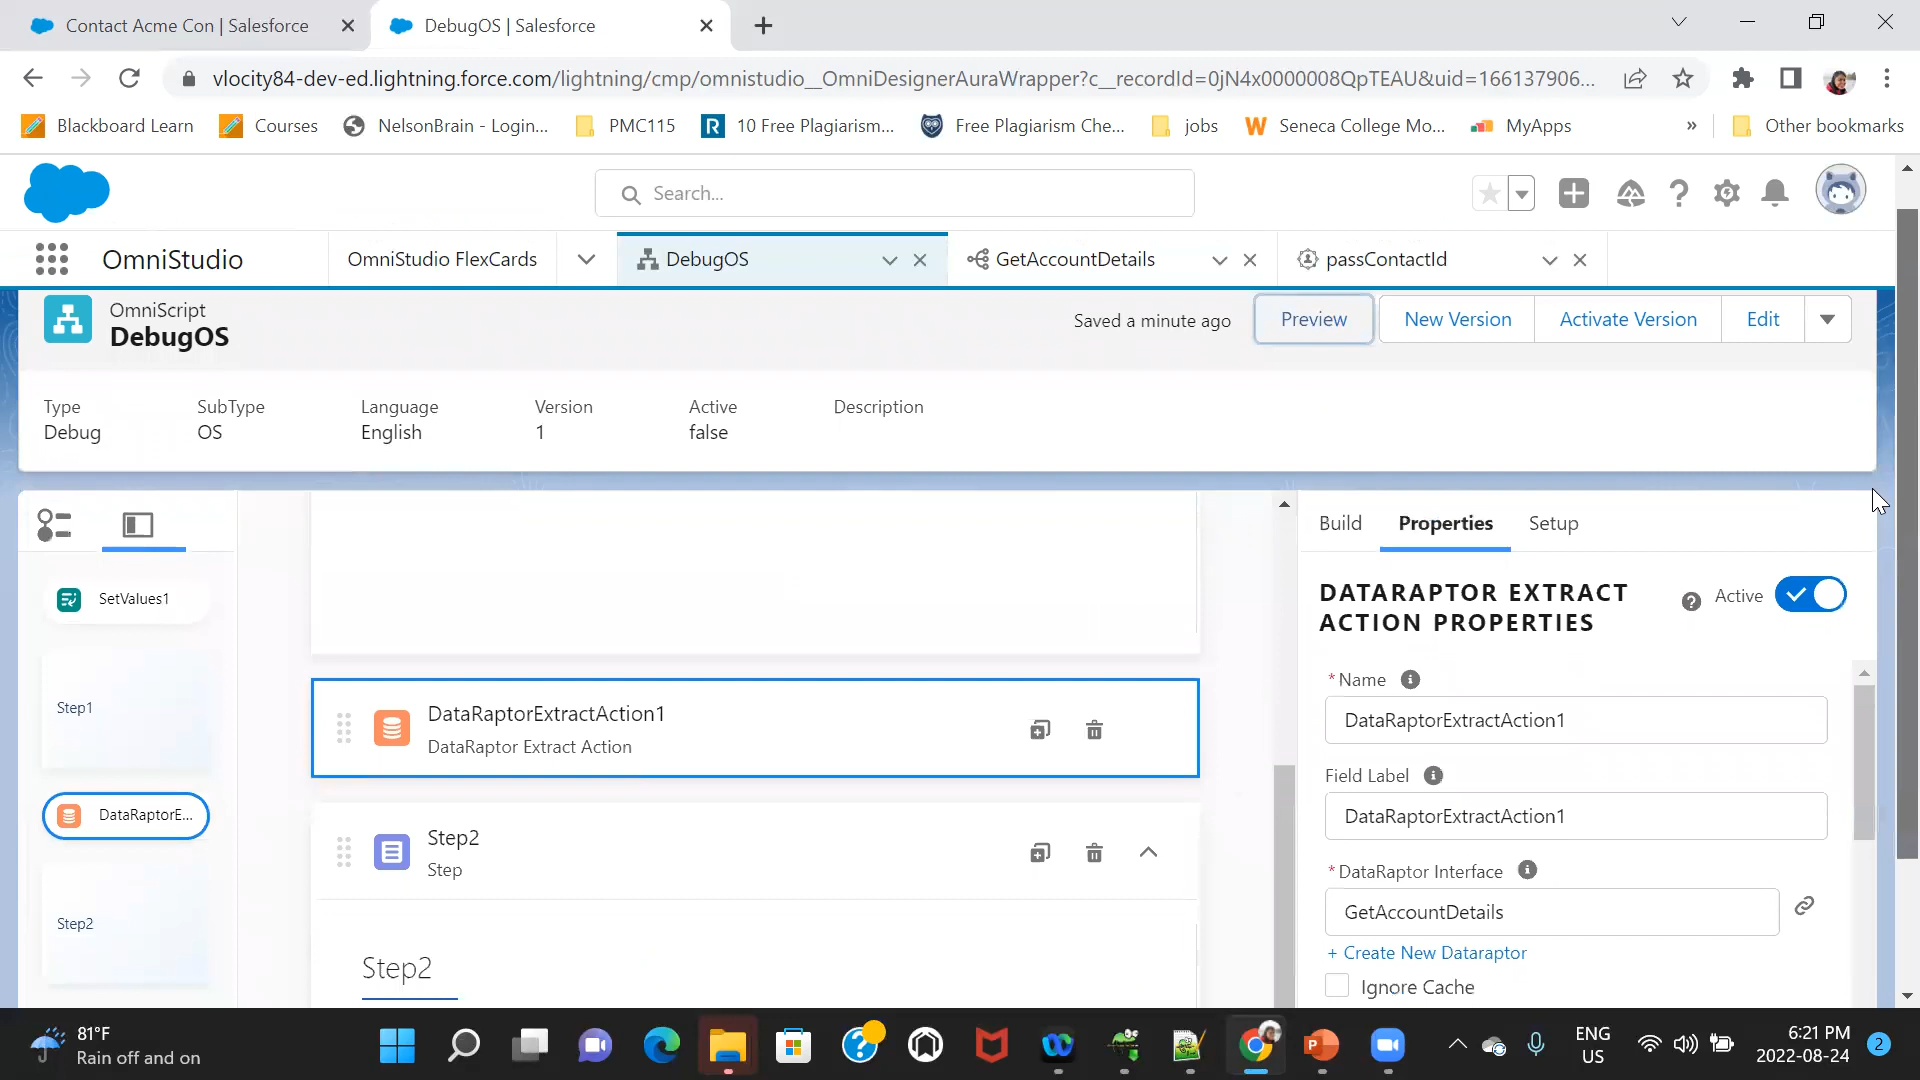 Contact Acme Con | Salesforce
DebugOS | Salesforce
vlocity84-dev-ed.lightning.force.com/lightning/cmp/omnistudio__OmniDesignerAuraWrapper?c__recordId=0jN4x0000008QpTEAU&uid=166137906...
Blackboard Learn
Courses
NelsonBrain - Login...
PMC115
R
10 Free Plagiarism...
Free Plagiarism Che...
jobs
W
Seneca College Mo...
MyApps
»
Other bookmarks
Search...
OmniStudio
OmniStudio FlexCards
DebugOS
GetAccountDetails
passContactId
OmniScript
DebugOS
Saved a minute ago
Preview
New Version
Activate Version
Edit
Type
Debug
SubType
OS
Language
English
Version
1
Active
false
Description
SetValues1
Step1
DataRaptorE...
Step2
DataRaptorExtractAction1
DataRaptor Extract Action
Step2
Step
Step2
Build
Properties
Setup
DATARAPTOR EXTRACT
ACTION PROPERTIES
Active
*Name
DataRaptorExtractAction1
Field Label
DataRaptorExtractAction1
*DataRaptor Interface
GetAccountDetails
+ Create New Dataraptor
Ignore Cache
81°F
Rain off and on
ENG
US
6:21 PM
2022-08-24
2